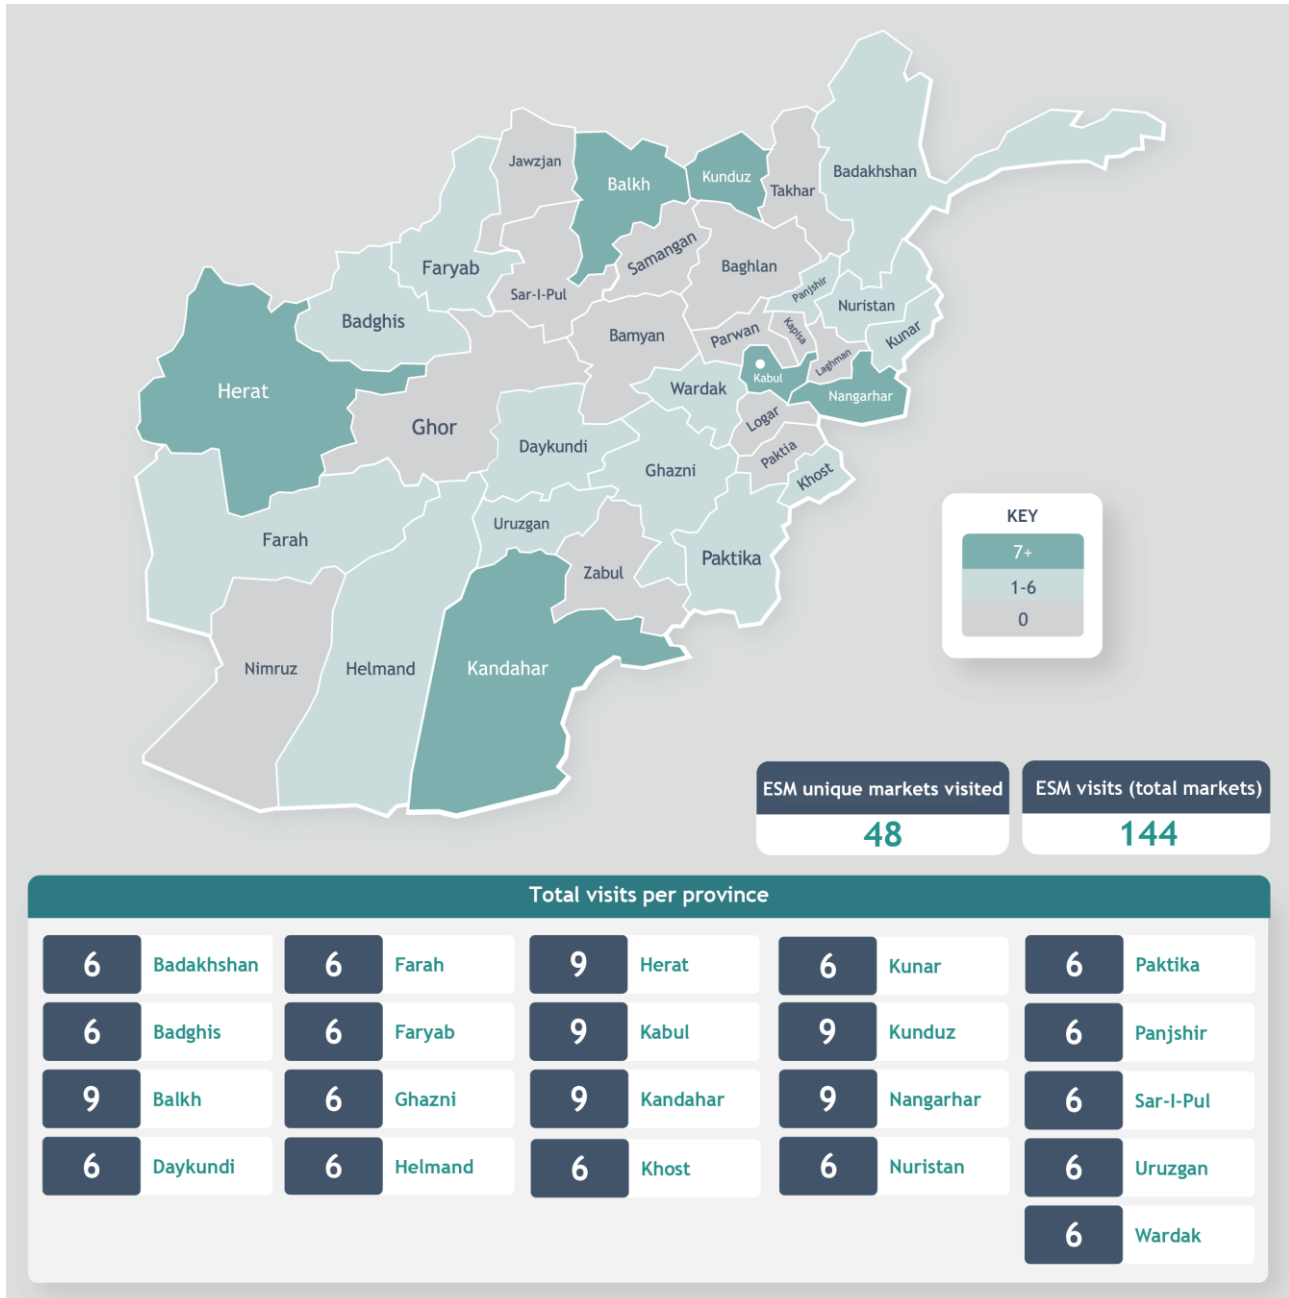 Jawzjan
Balkh
Kunduz
Takhar
Badakhshan
Faryab
Sar-I-Pul
Samangan
Baghlan
Panjshir
Nuristan
Badghis
Bamyan
Parwan
Kapisa
Laghman
Kunar
Herat
Ghor
Wardak
Kabul
Nangarhar
Daykundi
Ghazni
Logar
Paktia
Khost
Farah
Uruzgan
Zabul
Paktika
Nimruz
Helmand
Kandahar
KEY
7+
1-6
0
ESM unique markets visited
48
ESM visits (total markets)
144
Total visits per province
6 Badakhshan
6 Badghis
9 Balkh
6 Daykundi
6 Farah
6 Faryab
6 Ghazni
6 Helmand
9 Herat
9 Kabul
9 Kandahar
6 Khost
6 Kunar
9 Kunduz
9 Nangarhar
6 Nuristan
6 Paktika
6 Panjshir
6 Sar-I-Pul
6 Uruzgan
6 Wardak